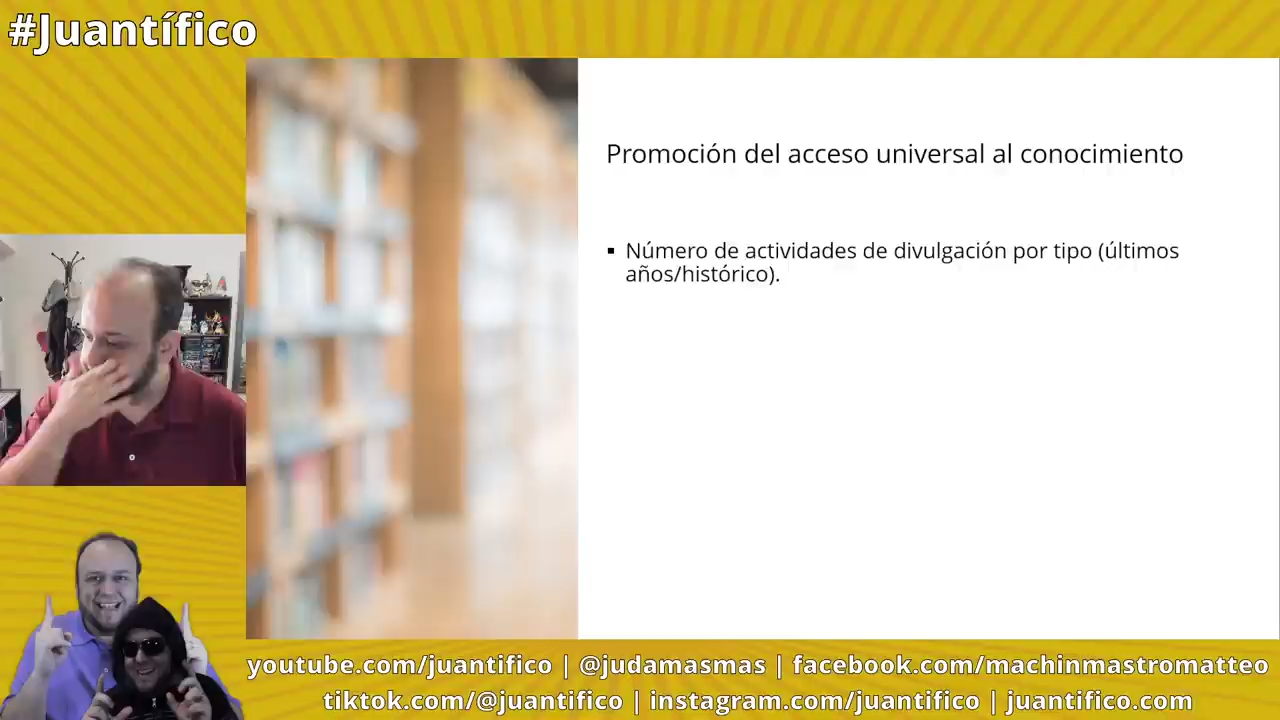 #Juantífico
Promoción del acceso universal al conocimiento
▪ Número de actividades de divulgación por tipo (últimos
años/histórico).
youtube.com/juantifico | @judamasmas | facebook.com/machinmastromatteo
tiktok.com/@juantifico | instagram.com/juantifico | juantifico.com